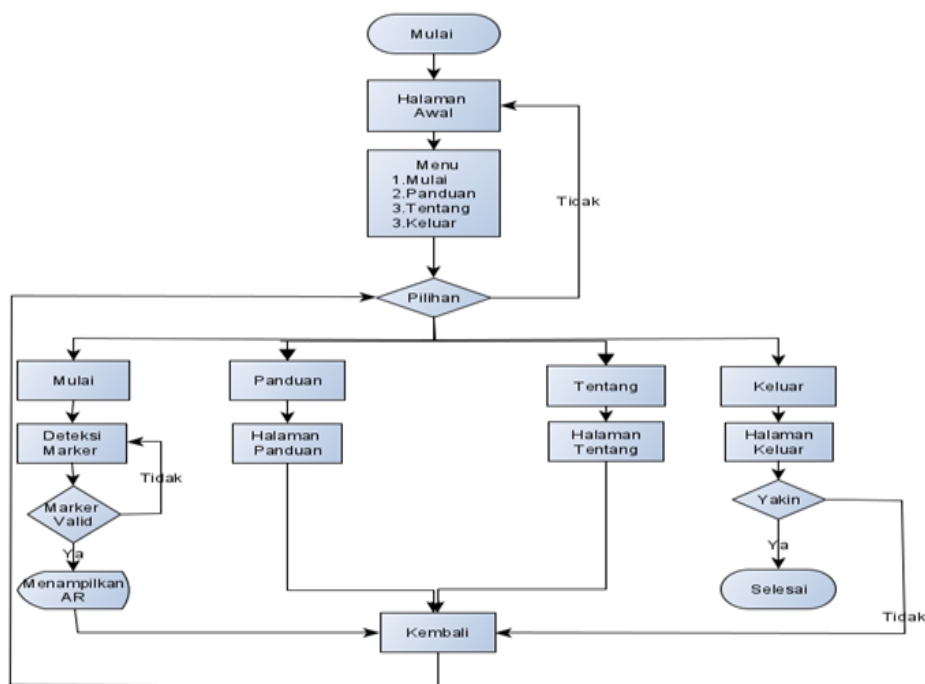 Mulai
Halaman
Awal
Menu
1.Mulai
2.Panduan
3.Tentang
3.Keluar
Tidak
Pilihan
Mulai
Panduan
Tentang
Keluar
Deteksi
Marker
Halaman
Panduan
Halaman
Tentang
Halaman
Keluar
Tidak
Marker
Valid
Yakin
Ya
Ya
Menampilkan
AR
Selesai
Tidak
Kembali